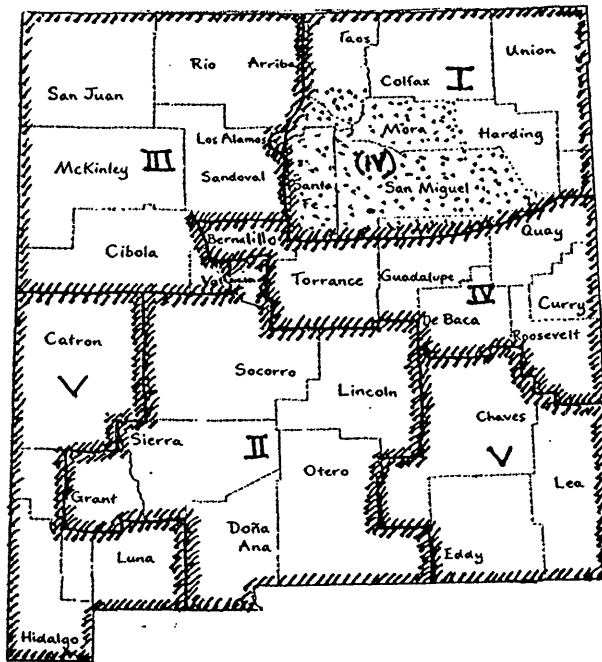 Taos
Union
Rio Arriba
Colfax I
San Juan
Los Alamos
Mora
Harding
McKinley III
(IV)
Sandoval
Santa Fe
San Miguel
Quay
Bernalillo
Cibola
Torrance
Guadalupe
IV
Curry
De Baca
Roosevelt
Catron
Socorro
V
Lincoln
Chaves
Sierra
II
V
Otero
Lea
Grant
Doña Ana
Luna
Eddy
Hidalgo